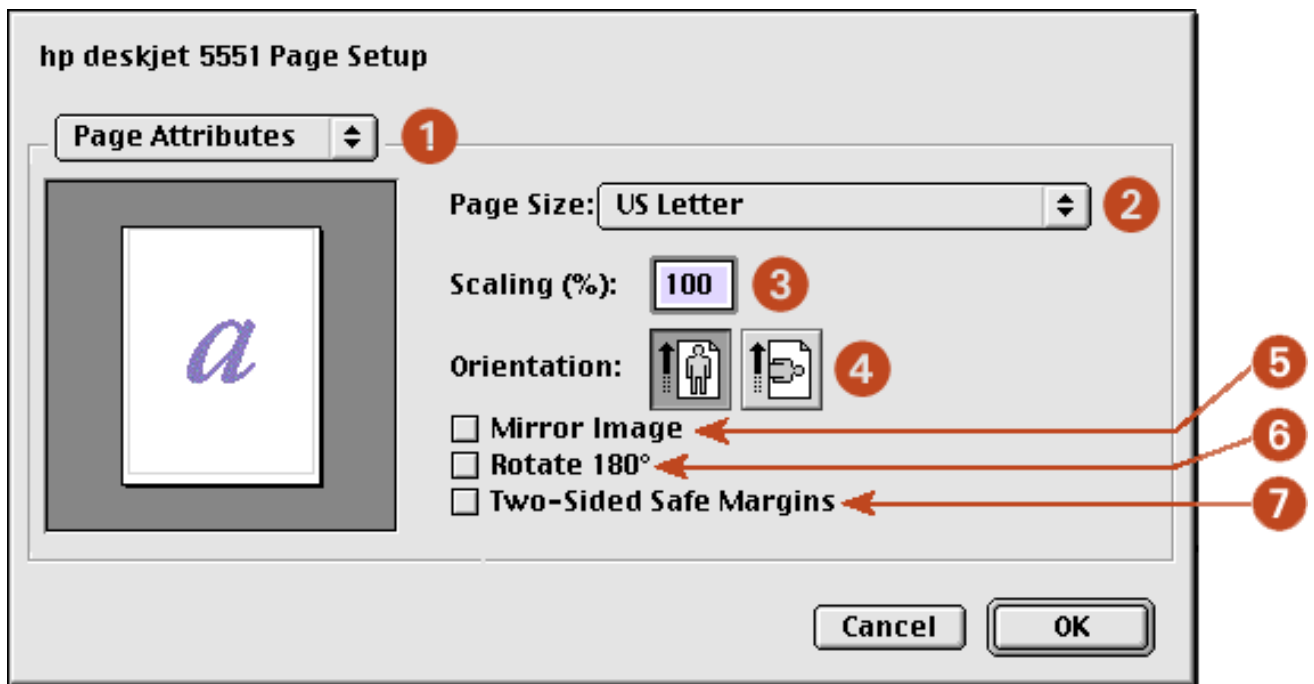 hp deskjet 5551 Page Setup
Page Attributes 1
Page Size: US Letter 2
Scaling (%): 100 3
a
Orientation: 4
5
Mirror Image
6
Rotate 180°
Two-Sided Safe Margins 7
Cancel OK